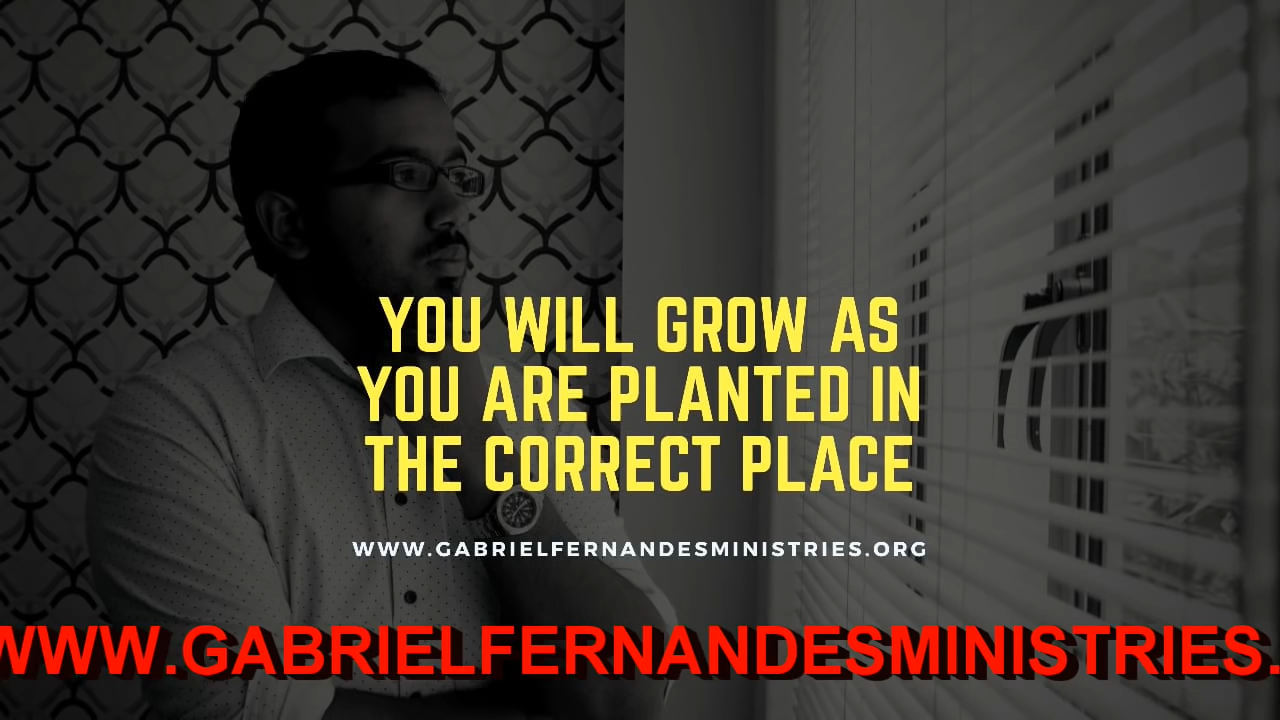 YOU WILL GROW AS
YOU ARE PLANTED IN
THE CORRECT PLACE
WWW.GABRIELFERNANDESMINISTRIES.ORG
WWW.GABRIELFERNANDESMINISTRIES.